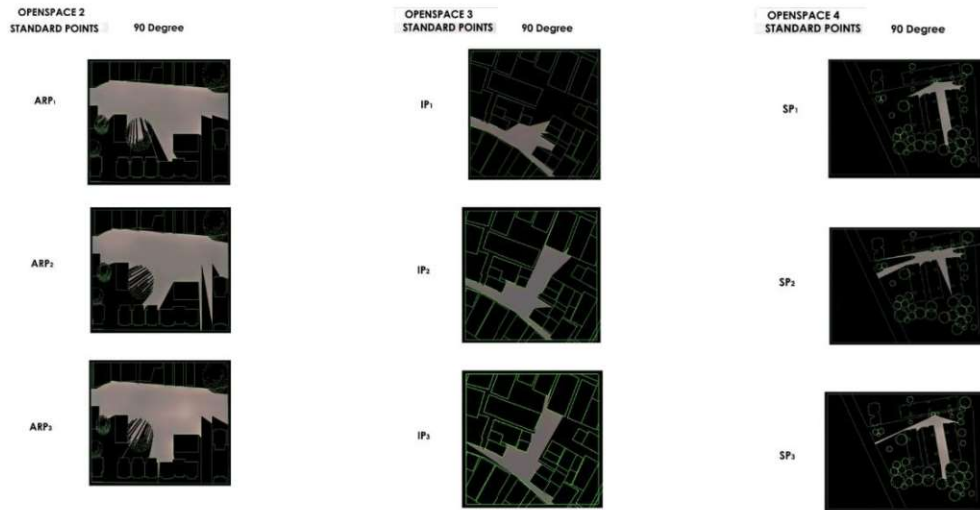 OPENSPACE 2
STANDARD POINTS 90 Degree
ARP₁
ARP₂
ARP₃
OPENSPACE 3
STANDARD POINTS 90 Degree
IP₁
IP₂
IP₃
OPENSPACE 4
STANDARD POINTS 90 Degree
SP₁
SP₂
SP₃